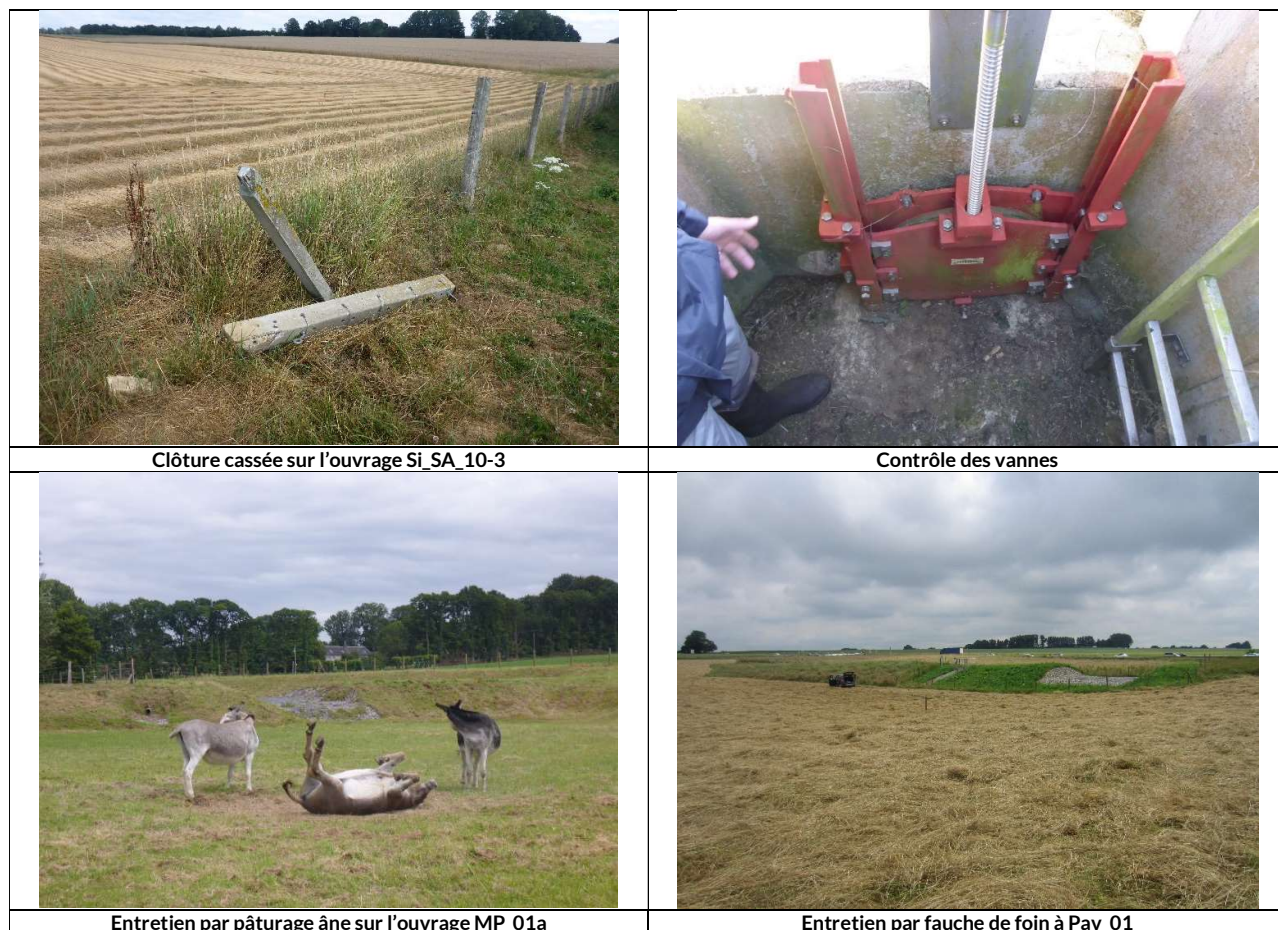 Clôture cassée sur l'ouvrage Si_SA_10-3
Contrôle des vannes
Entretien par pâturage âne sur l'ouvrage MP_01a
Entretien par fauche de foin à Pav_01